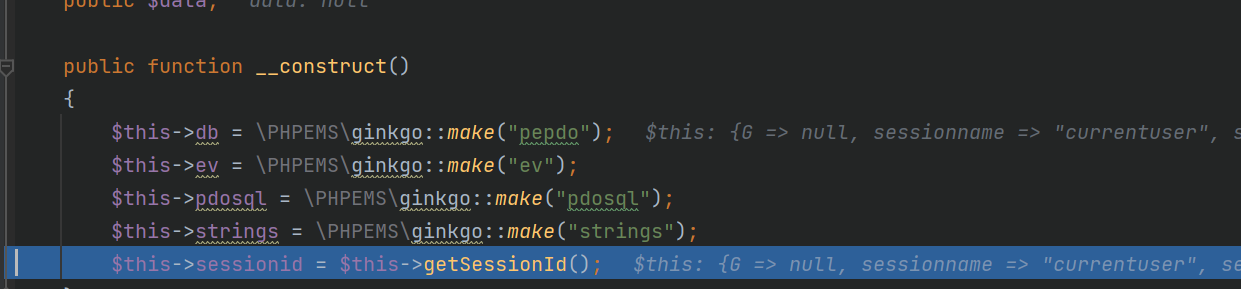 public $data;   data: null
public function __construct()
{
$this->db = \PHPEMS\ginkgo::make("pepdo");   $this: {G => null, sessionname => "currentuser", s
$this->ev = \PHPEMS\ginkgo::make("ev");
$this->pdosql = \PHPEMS\ginkgo::make("pdosql");
$this->strings = \PHPEMS\ginkgo::make("strings");
$this->sessionid = $this->getSessionId();   $this: {G => null, sessionname => "currentuser", se